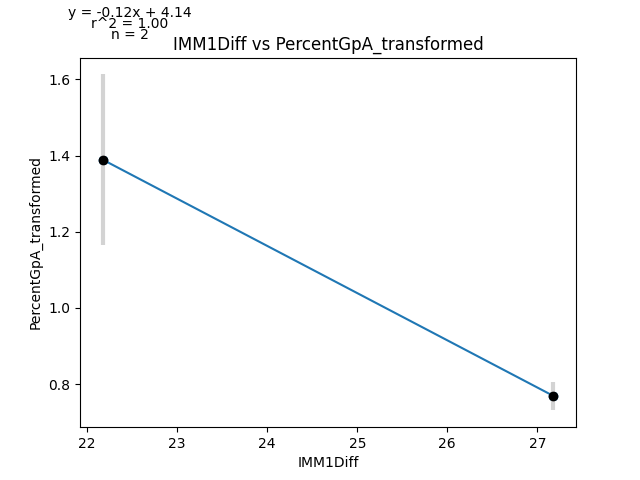 y = -0.12x + 4.14
r^2 = 1.00
n = 2
IMM1Diff vs PercentGpA_transformed
PercentGpA_transformed
1.6
1.4
1.2
1.0
0.8
22 23 24 25 26 27
IMM1Diff